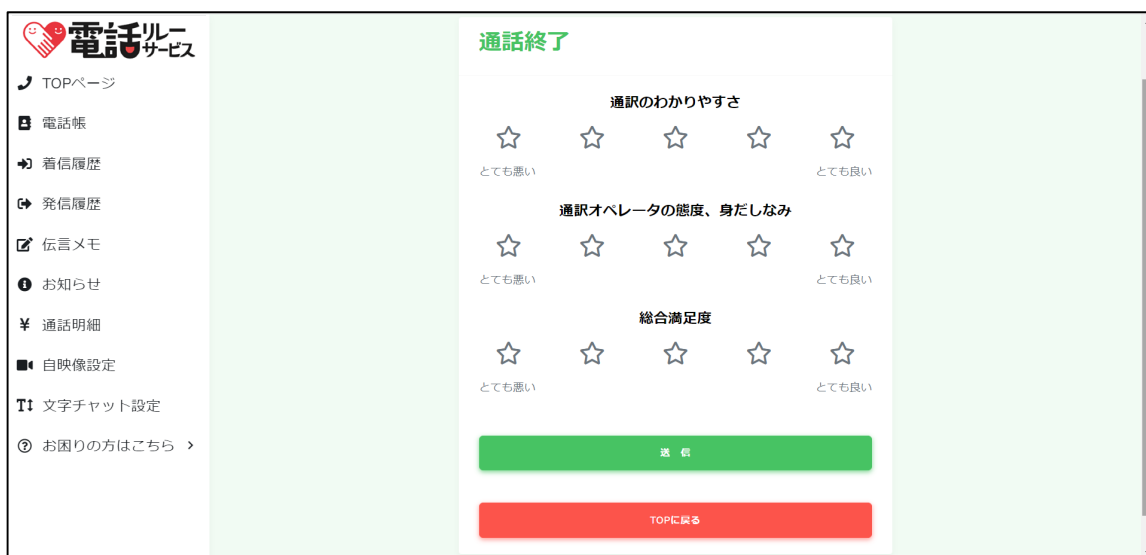 電話リレーサービス
TOPページ
電話帳
着信履歴
発信履歴
伝言メモ
お知らせ
通話明細
自映像設定
文字チャット設定
お困りの方はこちら
通話終了
通訳のわかりやすさ
とても悪い とても良い
通訳オペレータの態度、身だしなみ
とても悪い とても良い
総合満足度
とても悪い とても良い
送 信
TOPに戻る